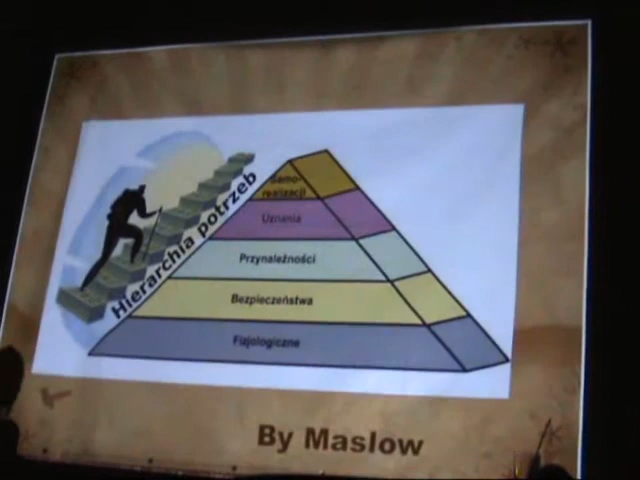 Hierarchia potrzeb
Samo-
realizacji
Uznania
Przynależności
Bezpieczeństwa
Fizjologiczne
By Maslow